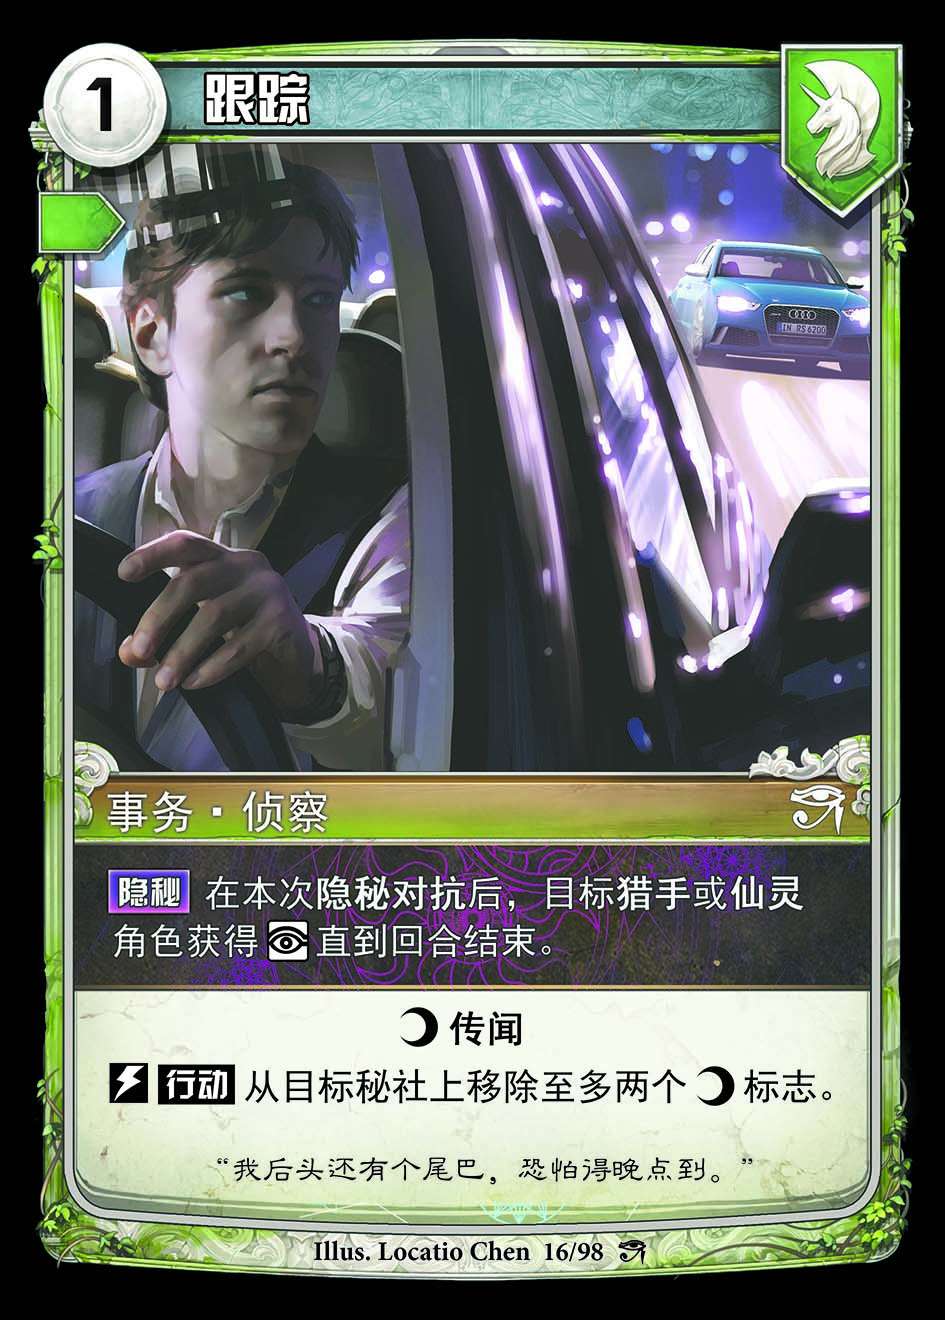 1
跟踪
IN RS 6200
事务·侦察
隐秘 在本次隐秘对抗后，目标猎手或仙灵
角色获得 直到回合结束。
传闻
行动 从目标秘社上移除至多两个 标志。
“我后头还有个尾巴，恐怕得晚点到。”
Illus. Locatio Chen 16/98